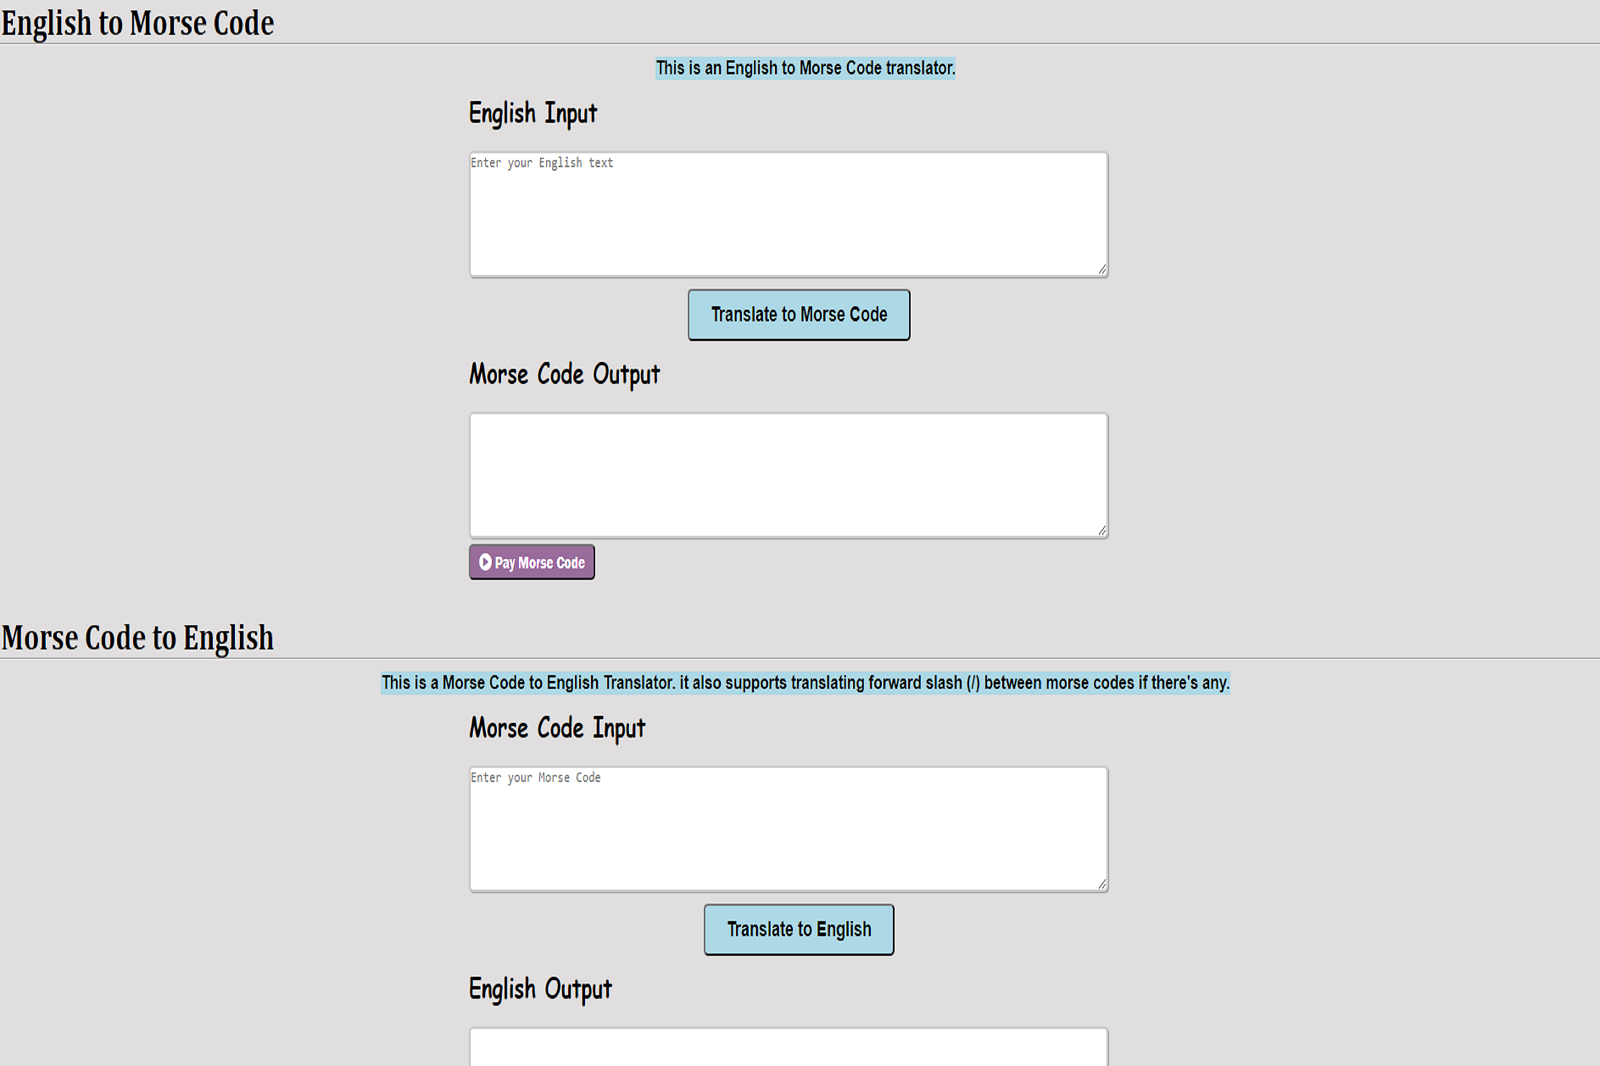 English to Morse Code
This is an English to Morse Code translator.
English Input
Enter your English text
Translate to Morse Code
Morse Code Output
Pay Morse Code
Morse Code to English
This is a Morse Code to English Translator. it also supports translating forward slash (/) between morse codes if there's any.
Morse Code Input
Enter your Morse Code
Translate to English
English Output